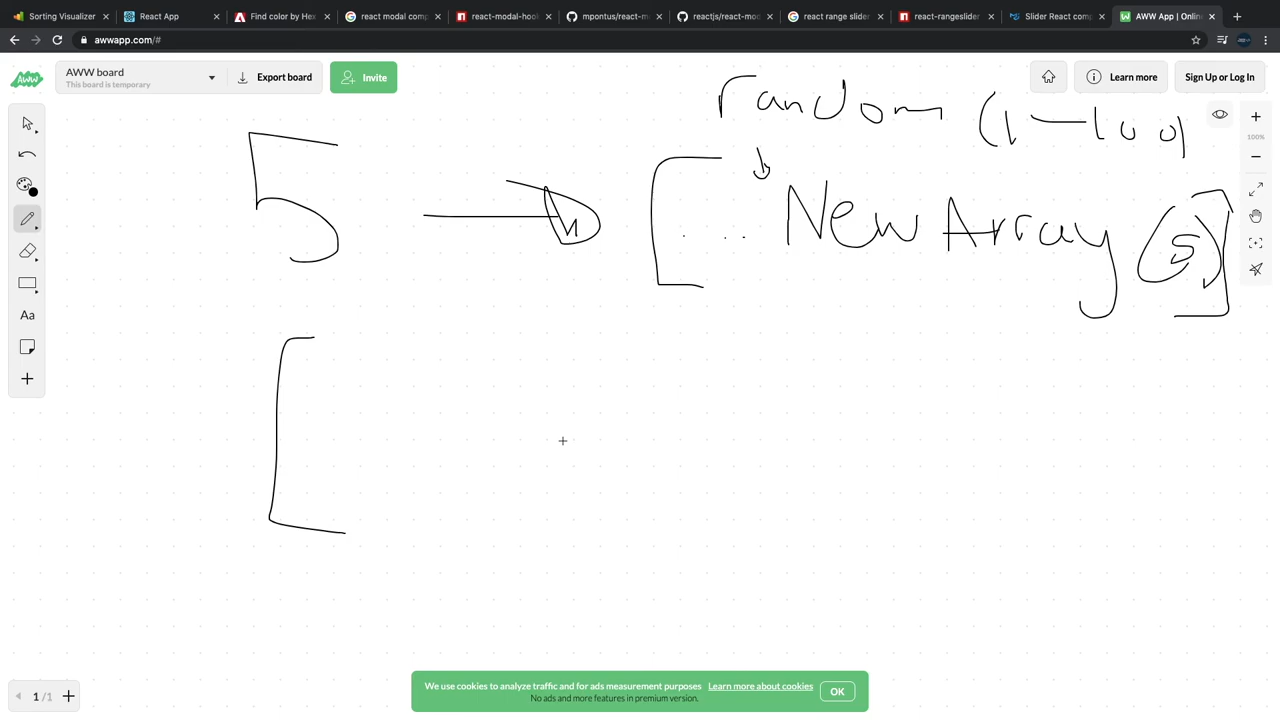 Sorting Visualizer
React App
Find color by Hex
react modal comp
react-modal-hook
mpontus/react-m
reactjs/react-mod
react range slider
react-rangeslider
Slider React comp
AWW App | Online
awwapp.com/#
AWW
AWW board
This board is temporary
Export board
Invite
Learn more
Sign Up or Log In
random (1-100)
100%
5
[ ... New Array (5) ]
[
Aa
We use cookies to analyze traffic and for ads measurement purposes Learn more about cookies
No ads and more features in premium version.
OK
1 /1